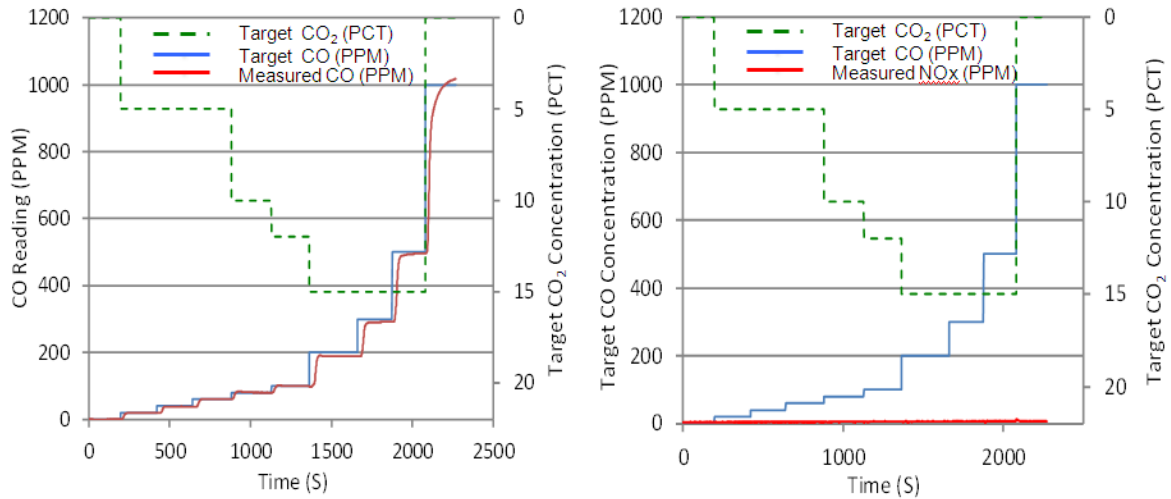 Target CO₂ (PCT)
Target CO (PPM)
Measured CO (PPM)
1200
1000
800
600
400
200
0
CO Reading (PPM)
0
5
10
15
20
Target CO₂ Concentration (PCT)
0
500
1000
1500
2000
2500
Time (S)
Target CO₂ (PCT)
Target CO (PPM)
Measured NOx (PPM)
1200
1000
800
600
400
200
0
Target CO Concentration (PPM)
0
5
10
15
20
Target CO₂ Concentration (PCT)
0
1000
2000
Time (S)